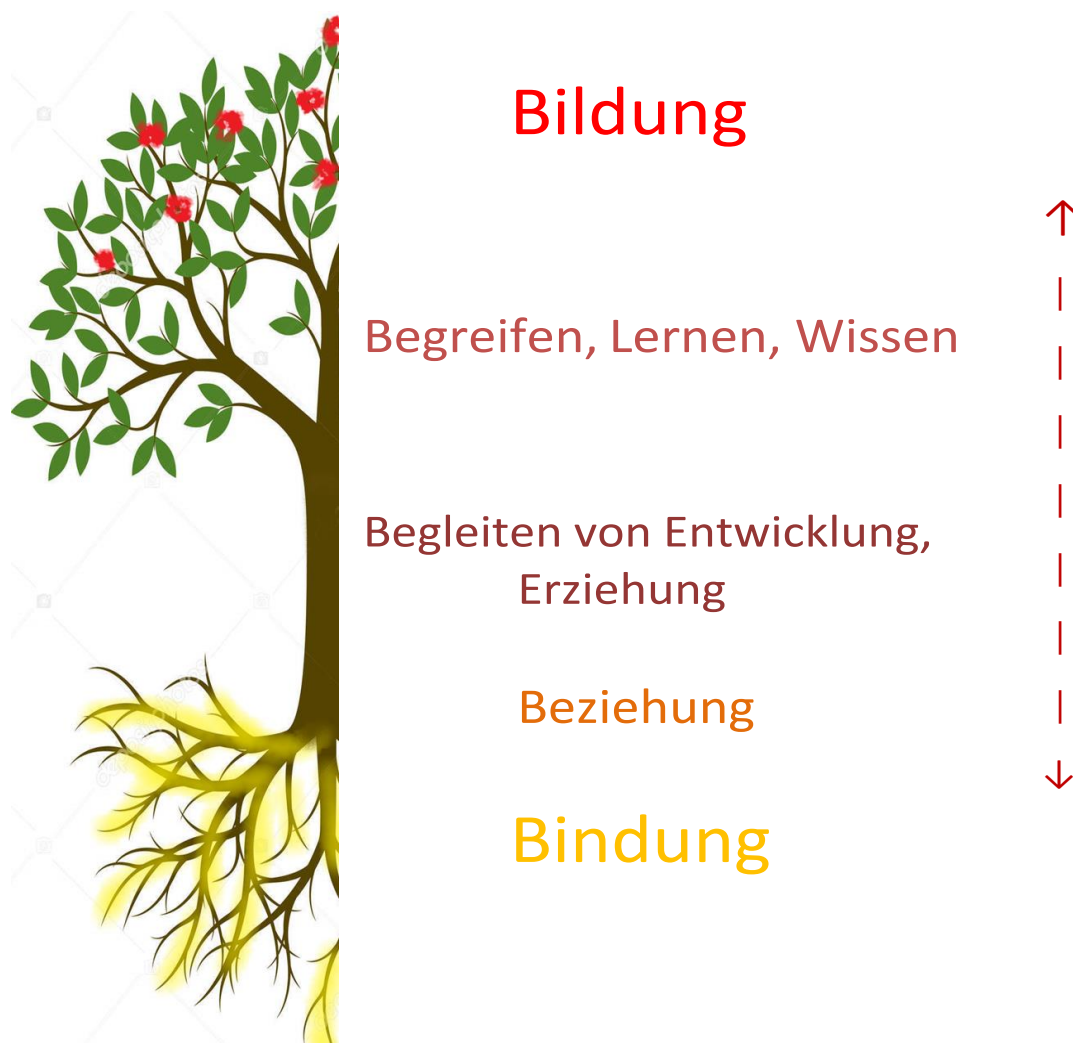 Bildung
Begreifen, Lernen, Wissen
Begleiten von Entwicklung,
Erziehung
Beziehung
Bindung